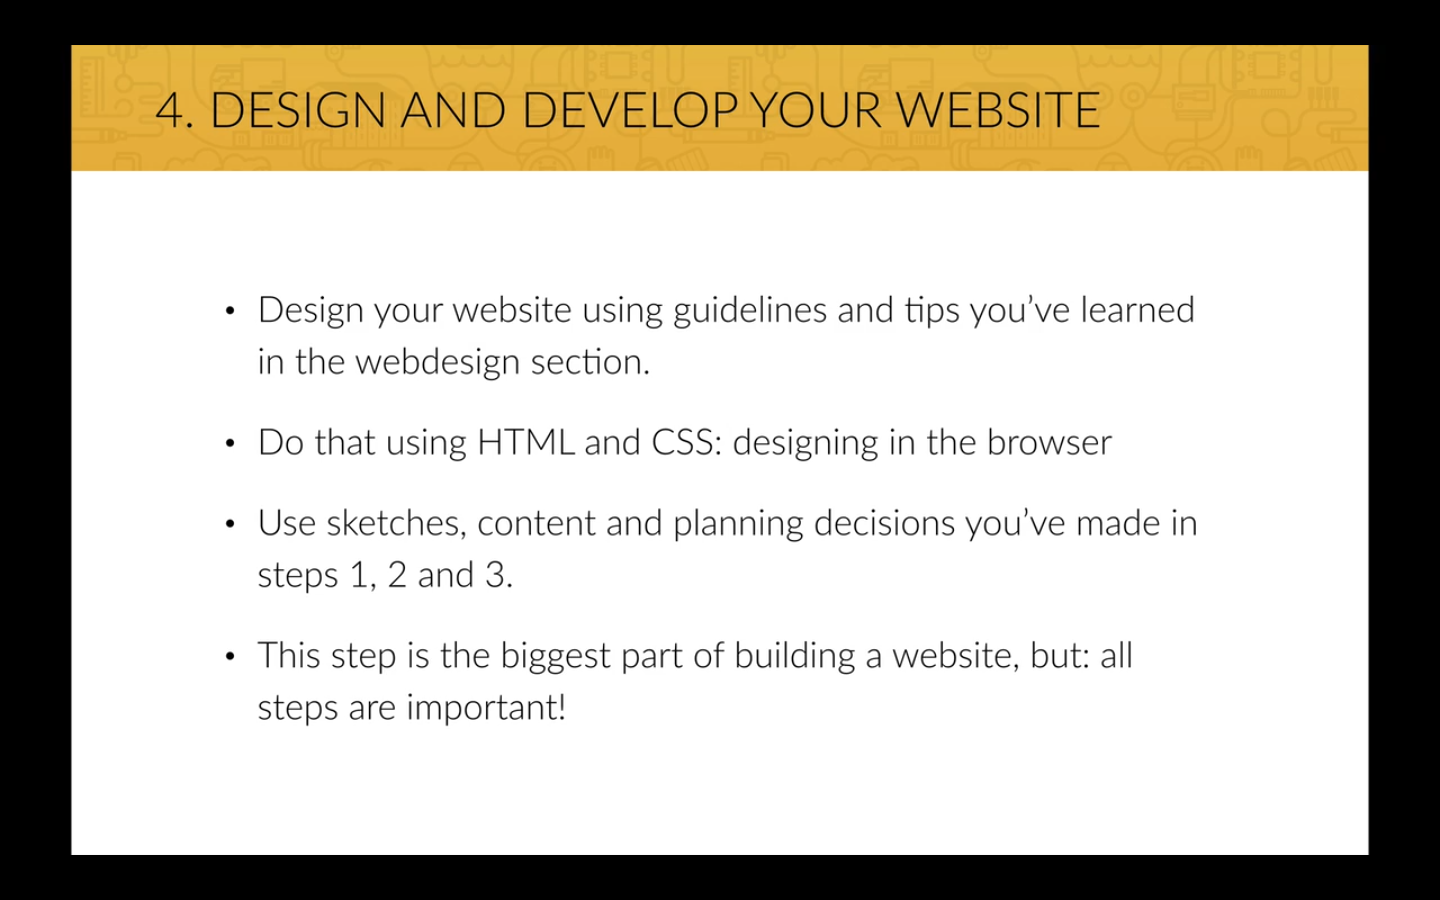 4. DESIGN AND DEVELOP YOUR WEBSITE
• Design your website using guidelines and tips you’ve learned
in the webdesign section.
• Do that using HTML and CSS: designing in the browser
• Use sketches, content and planning decisions you’ve made in
steps 1, 2 and 3.
• This step is the biggest part of building a website, but: all
steps are important!